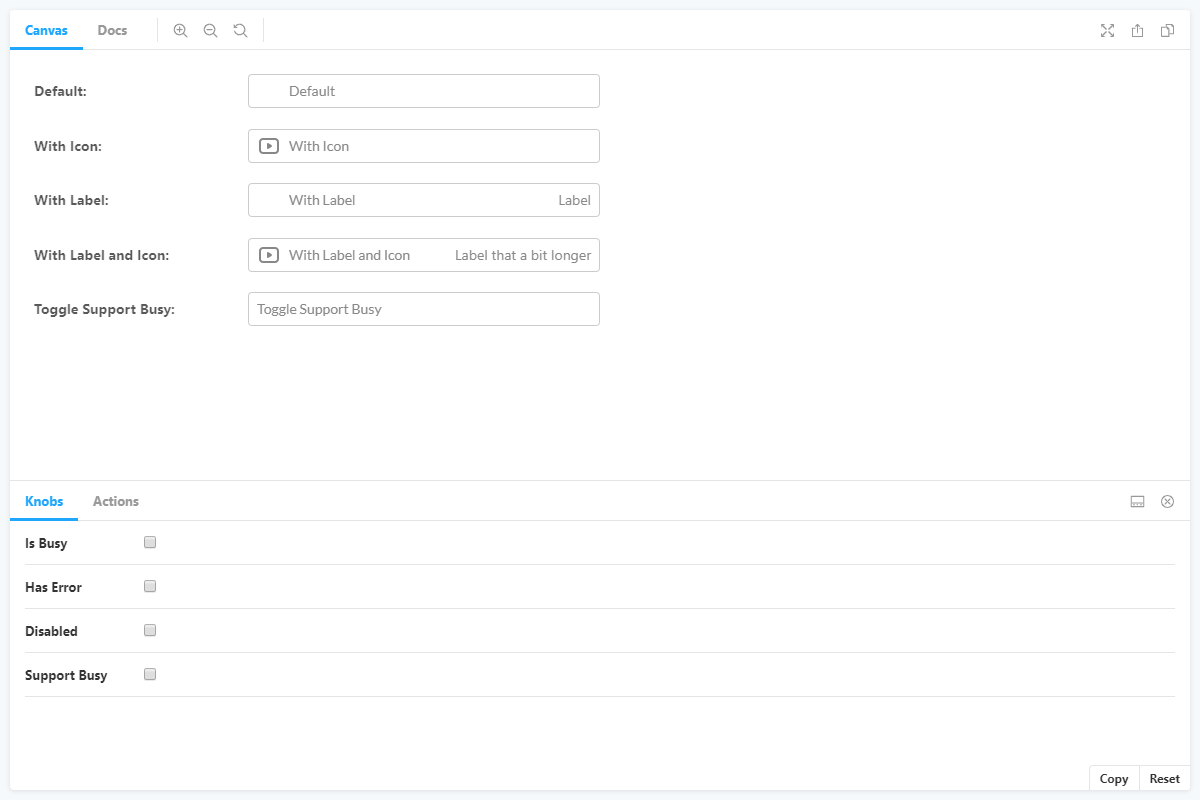 Canvas Docs
Default: Default
With Icon: With Icon
With Label: With Label Label
With Label and Icon: With Label and Icon Label that a bit longer
Toggle Support Busy: Toggle Support Busy
Knobs Actions
Is Busy
Has Error
Disabled
Support Busy
Copy Reset